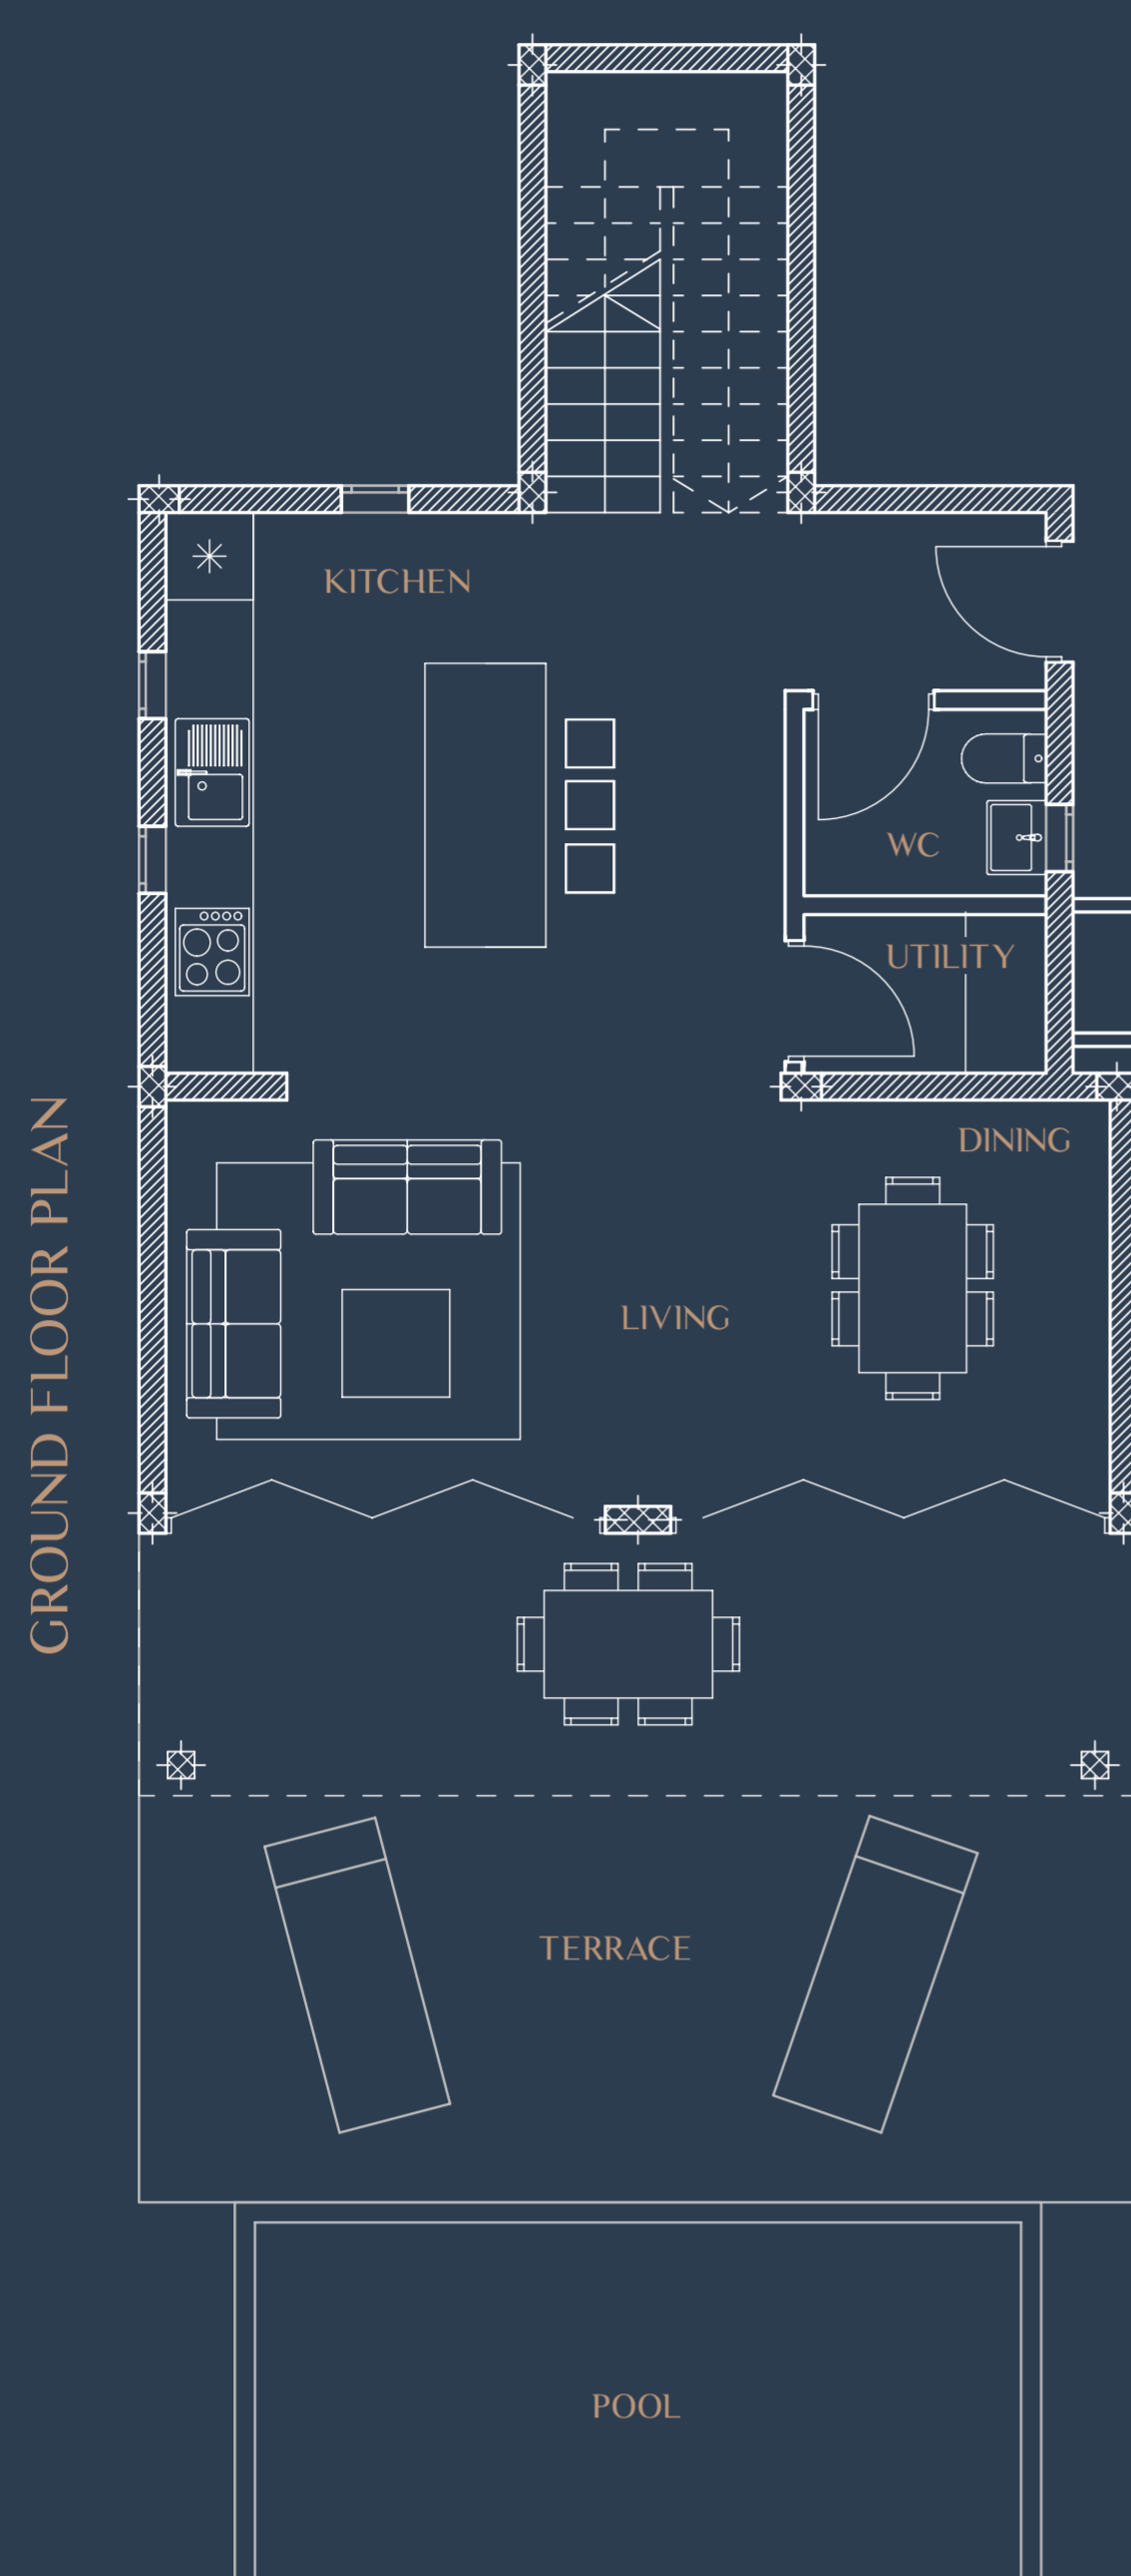 GROUND FLOOR PLAN
KITCHEN
WC
UTILITY
DINING
LIVING
TERRACE
POOL